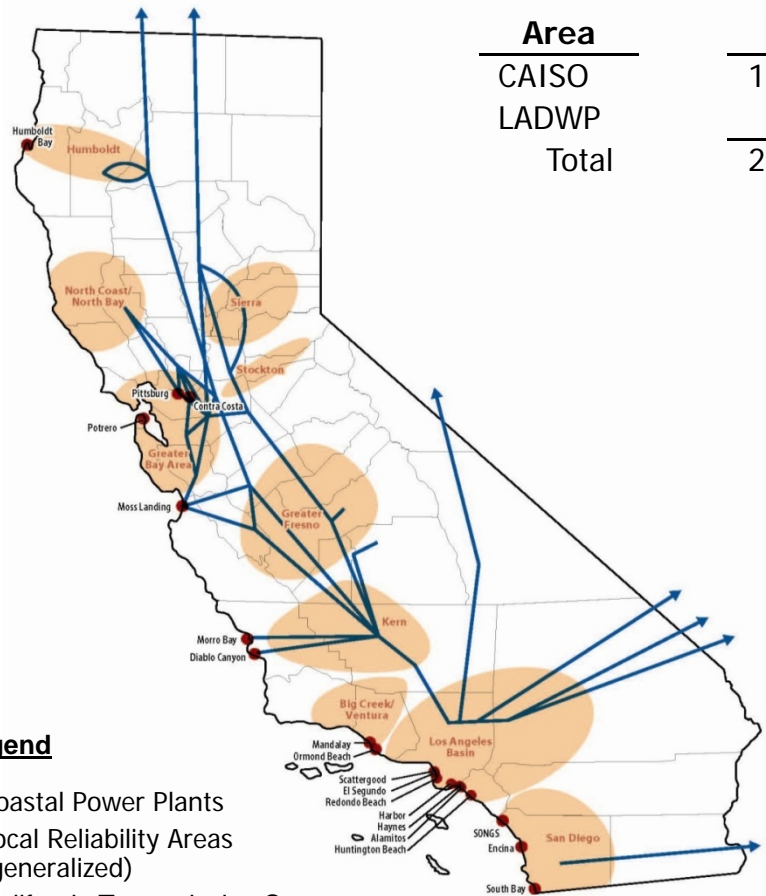 Area
CAISO 1
LADWP
Total 2
Humboldt
Bay
Humboldt
North Coast/
North Bay
Sierra
Stockton
Pittsburg
Contra Costa
Potrero
Greater
Bay Area
Moss Landing
Greater
Fresno
Kern
Morro Bay
Diablo Canyon
Big Creek/
Ventura
Mandalay
Ormond Beach
Los Angeles
Basin
Scattergood
El Segundo
Redondo Beach
Harbor
Haynes
Alamitos
Huntington Beach
SONGS
Encina
San Diego
South Bay
gend
oastal Power Plants
ocal Reliability Areas
generalized)